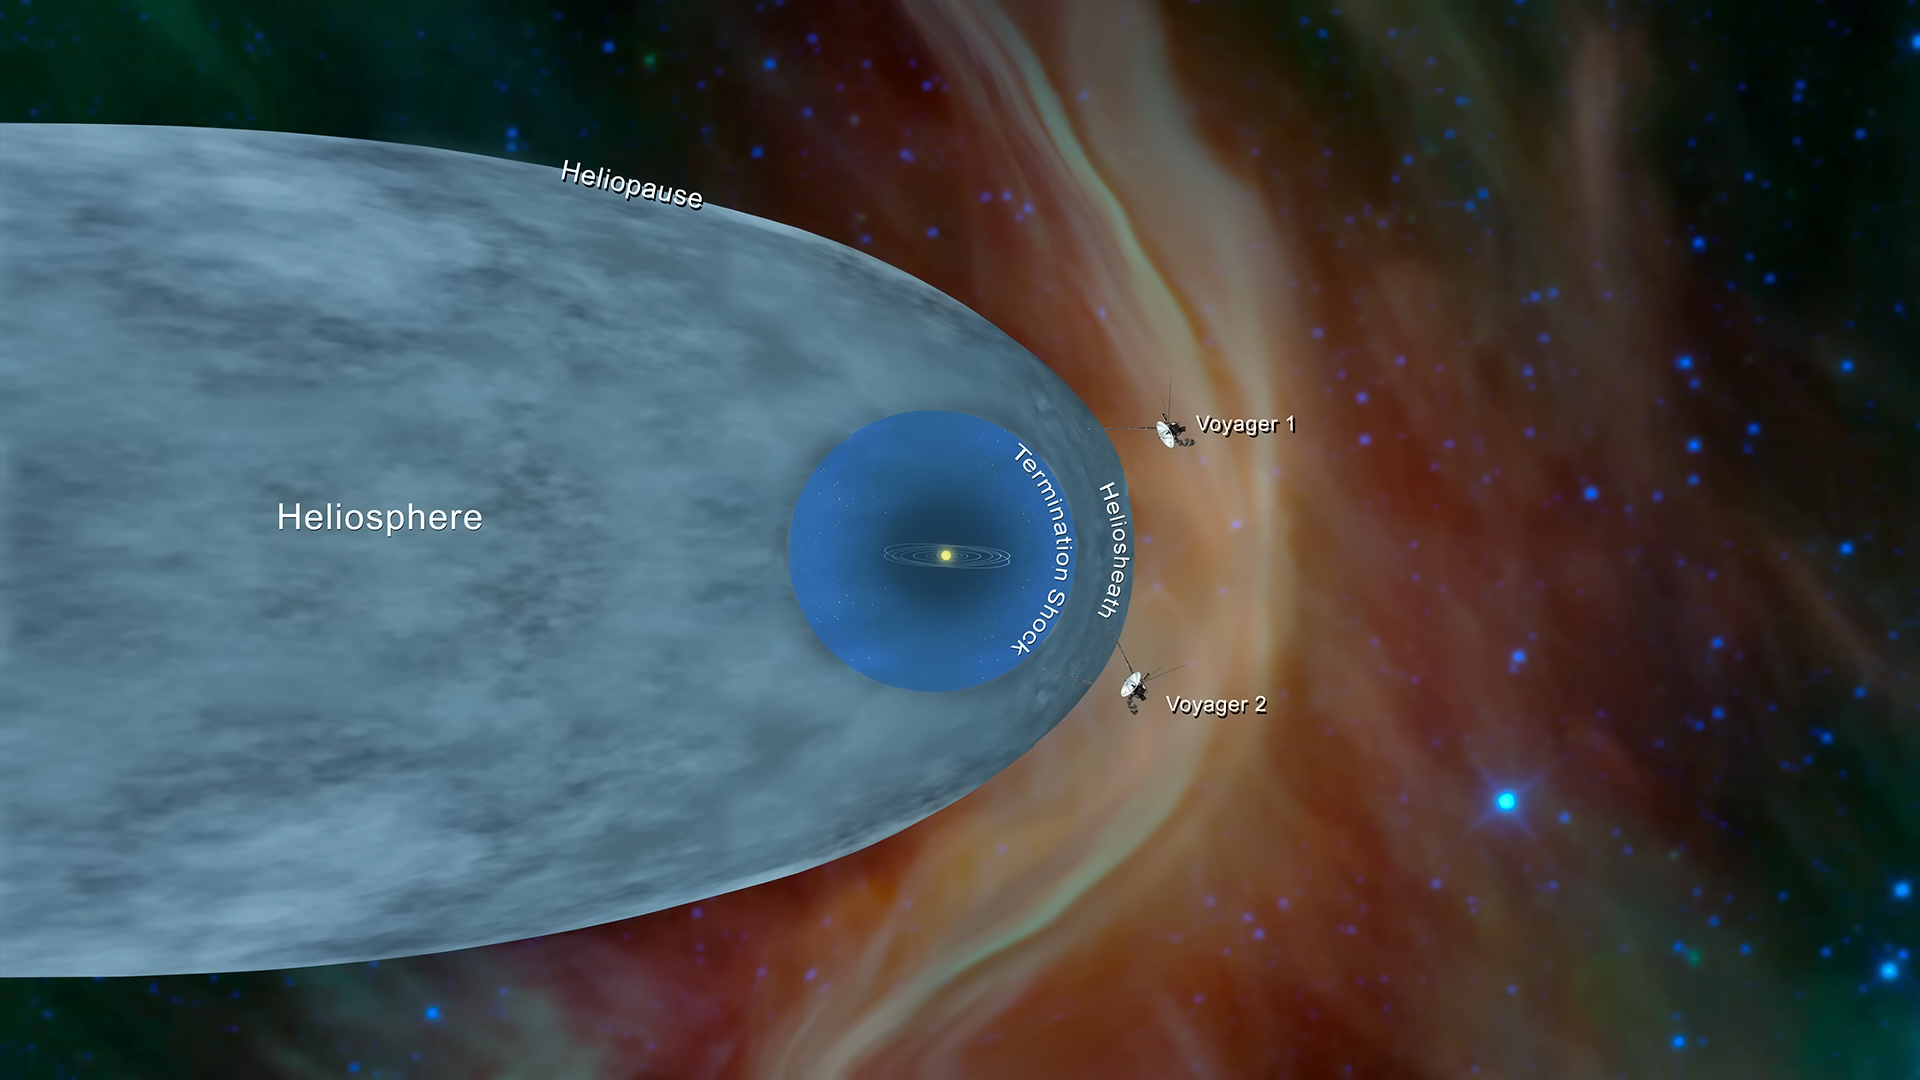 Heliopause
Voyager 1
Termination Shock
Heliosheath
Heliosphere
Voyager 2